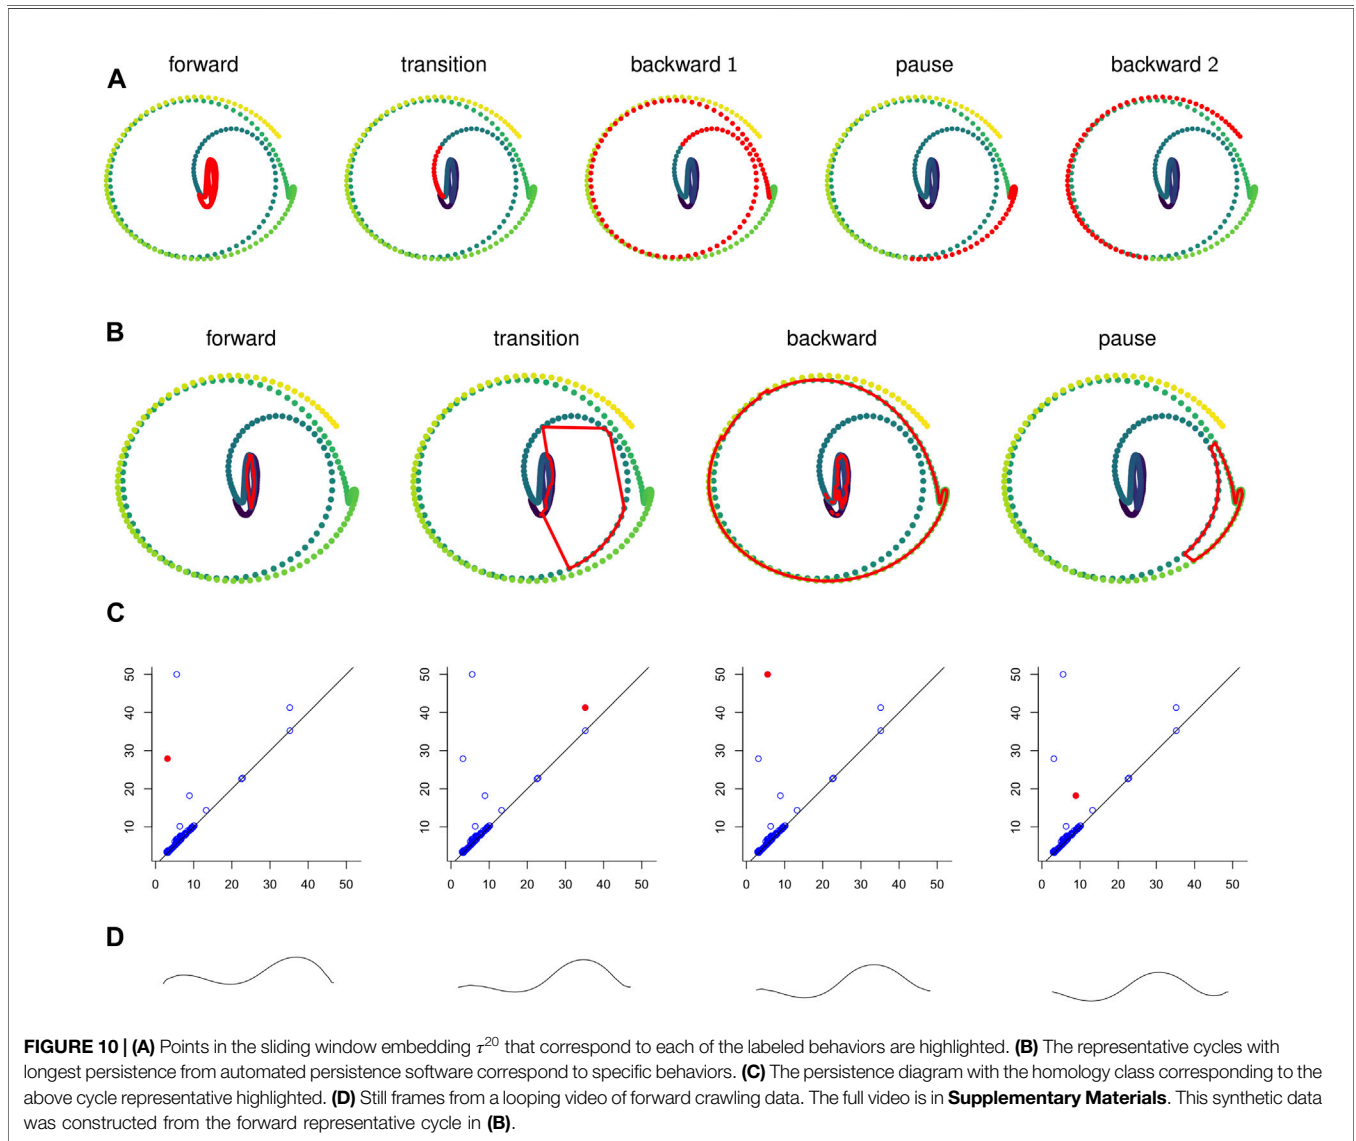 A
forward transition backward 1 pause backward 2
B
forward transition backward pause
C
50 50 50 50
40 40 40 40
30 30 30 30
20 20 20 20
10 10 10 10
0 10 20 30 40 50 0 10 20 30 40 50 0 10 20 30 40 50 0 10 20 30 40 50
D
FIGURE 10 | (A) Points in the sliding window embedding τ²⁰ that correspond to each of the labeled behaviors are highlighted. (B) The representative cycles with
longest persistence from automated persistence software correspond to specific behaviors. (C) The persistence diagram with the homology class corresponding to the
above cycle representative highlighted. (D) Still frames from a looping video of forward crawling data. The full video is in Supplementary Materials. This synthetic data
was constructed from the forward representative cycle in (B).